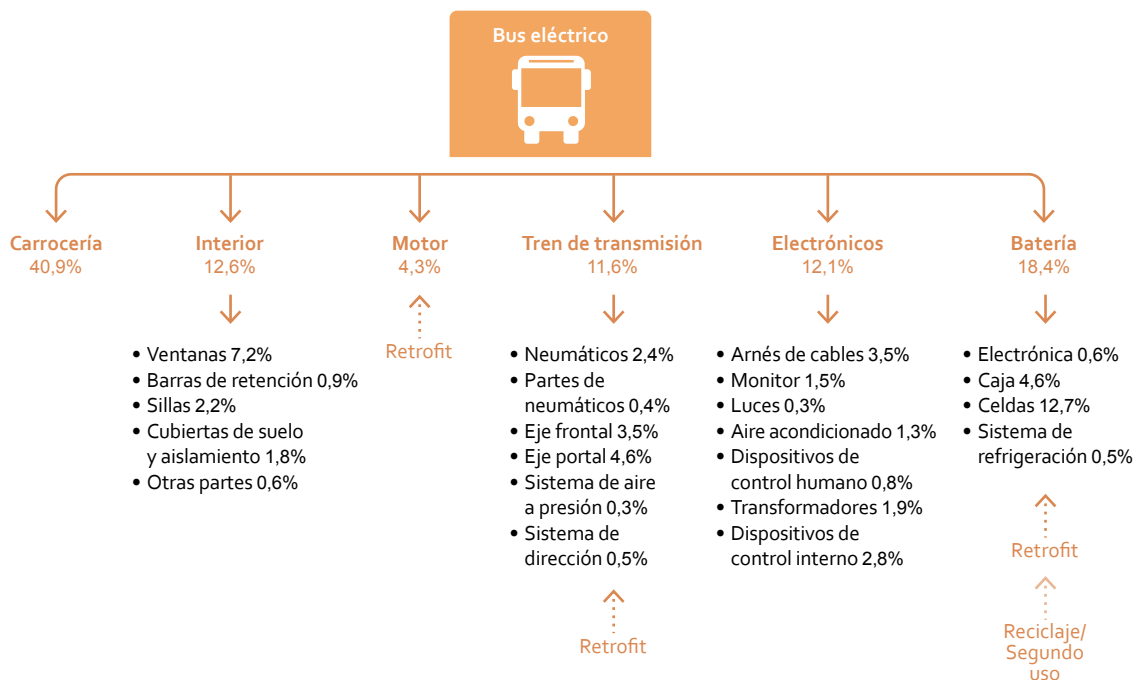 Bus eléctrico
Carrocería
40,9%
Interior
12,6%
• Ventanas 7,2%
• Barras de retención 0,9%
• Sillas 2,2%
• Cubiertas de suelo
y aislamiento 1,8%
• Otras partes 0,6%
Motor
4,3%
Retrofit
Tren de transmisión
11,6%
• Neumáticos 2,4%
• Partes de
neumáticos 0,4%
• Eje frontal 3,5%
• Eje portal 4,6%
• Sistema de aire
a presión 0,3%
• Sistema de
dirección 0,5%
Retrofit
Electrónicos
12,1%
• Arnés de cables 3,5%
• Monitor 1,5%
• Luces 0,3%
• Aire acondicionado 1,3%
• Dispositivos de
control humano 0,8%
• Transformadores 1,9%
• Dispositivos de
control interno 2,8%
Batería
18,4%
• Electrónica 0,6%
• Caja 4,6%
• Celdas 12,7%
• Sistema de
refrigeración 0,5%
Retrofit
Reciclaje/
Segundo
uso